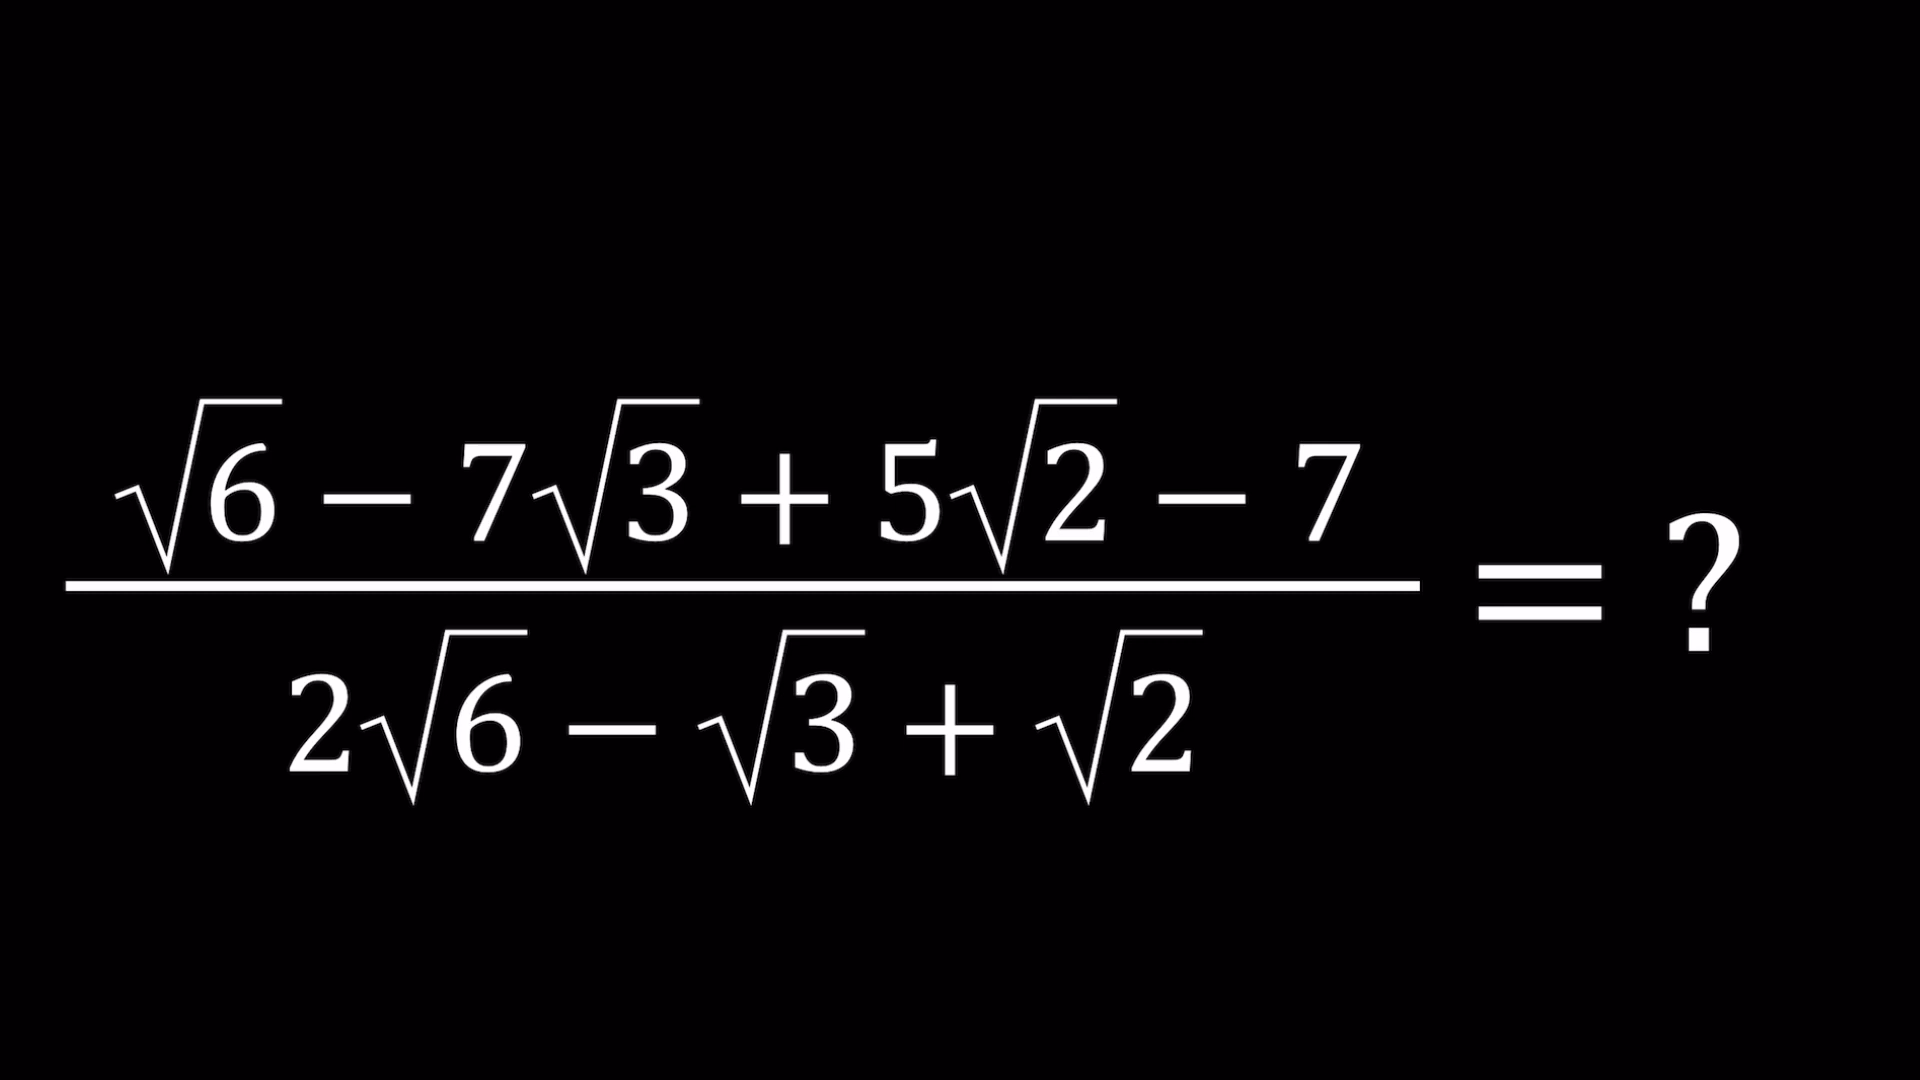 √6 − 7√3 + 5√2 − 7
2√6 − √3 + √2
= ?